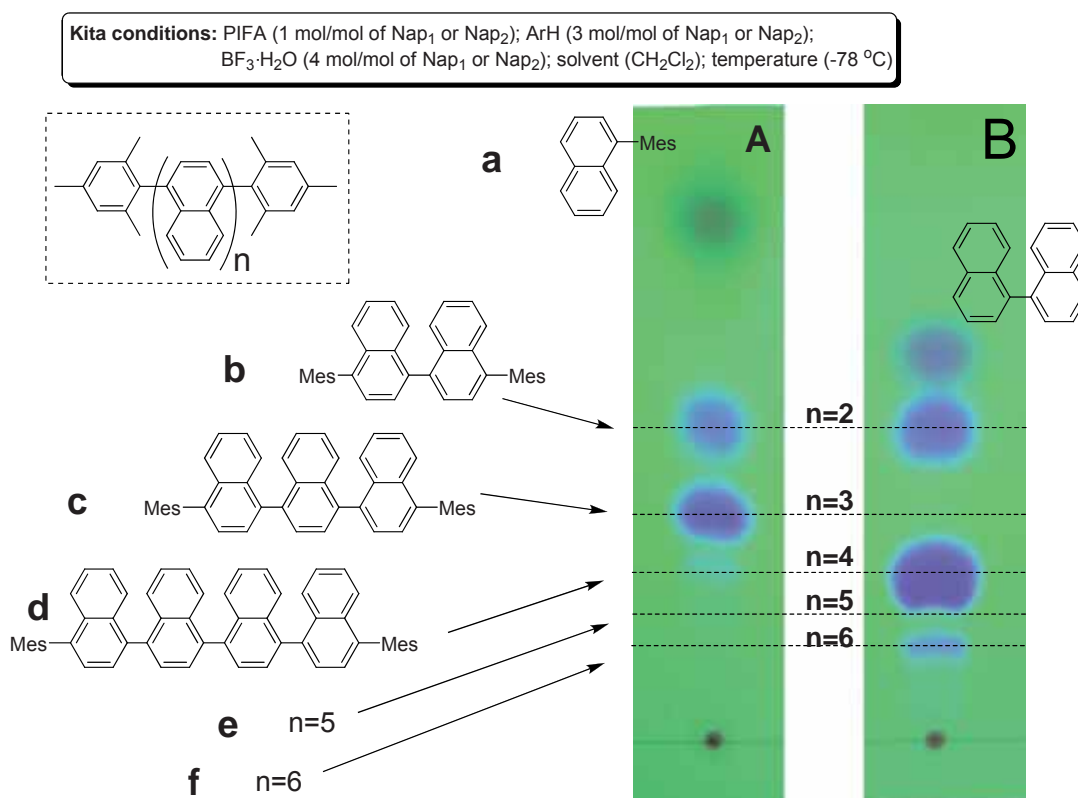 Kita conditions: PIFA (1 mol/mol of Nap₁ or Nap₂); ArH (3 mol/mol of Nap₁ or Nap₂);
BF₃·H₂O (4 mol/mol of Nap₁ or Nap₂); solvent (CH₂Cl₂); temperature (-78 °C)
n
a
Mes
A
B
b
Mes
Mes
n=2
c
Mes
Mes
n=3
d
Mes
Mes
n=4
n=5
n=6
e n=5
f n=6